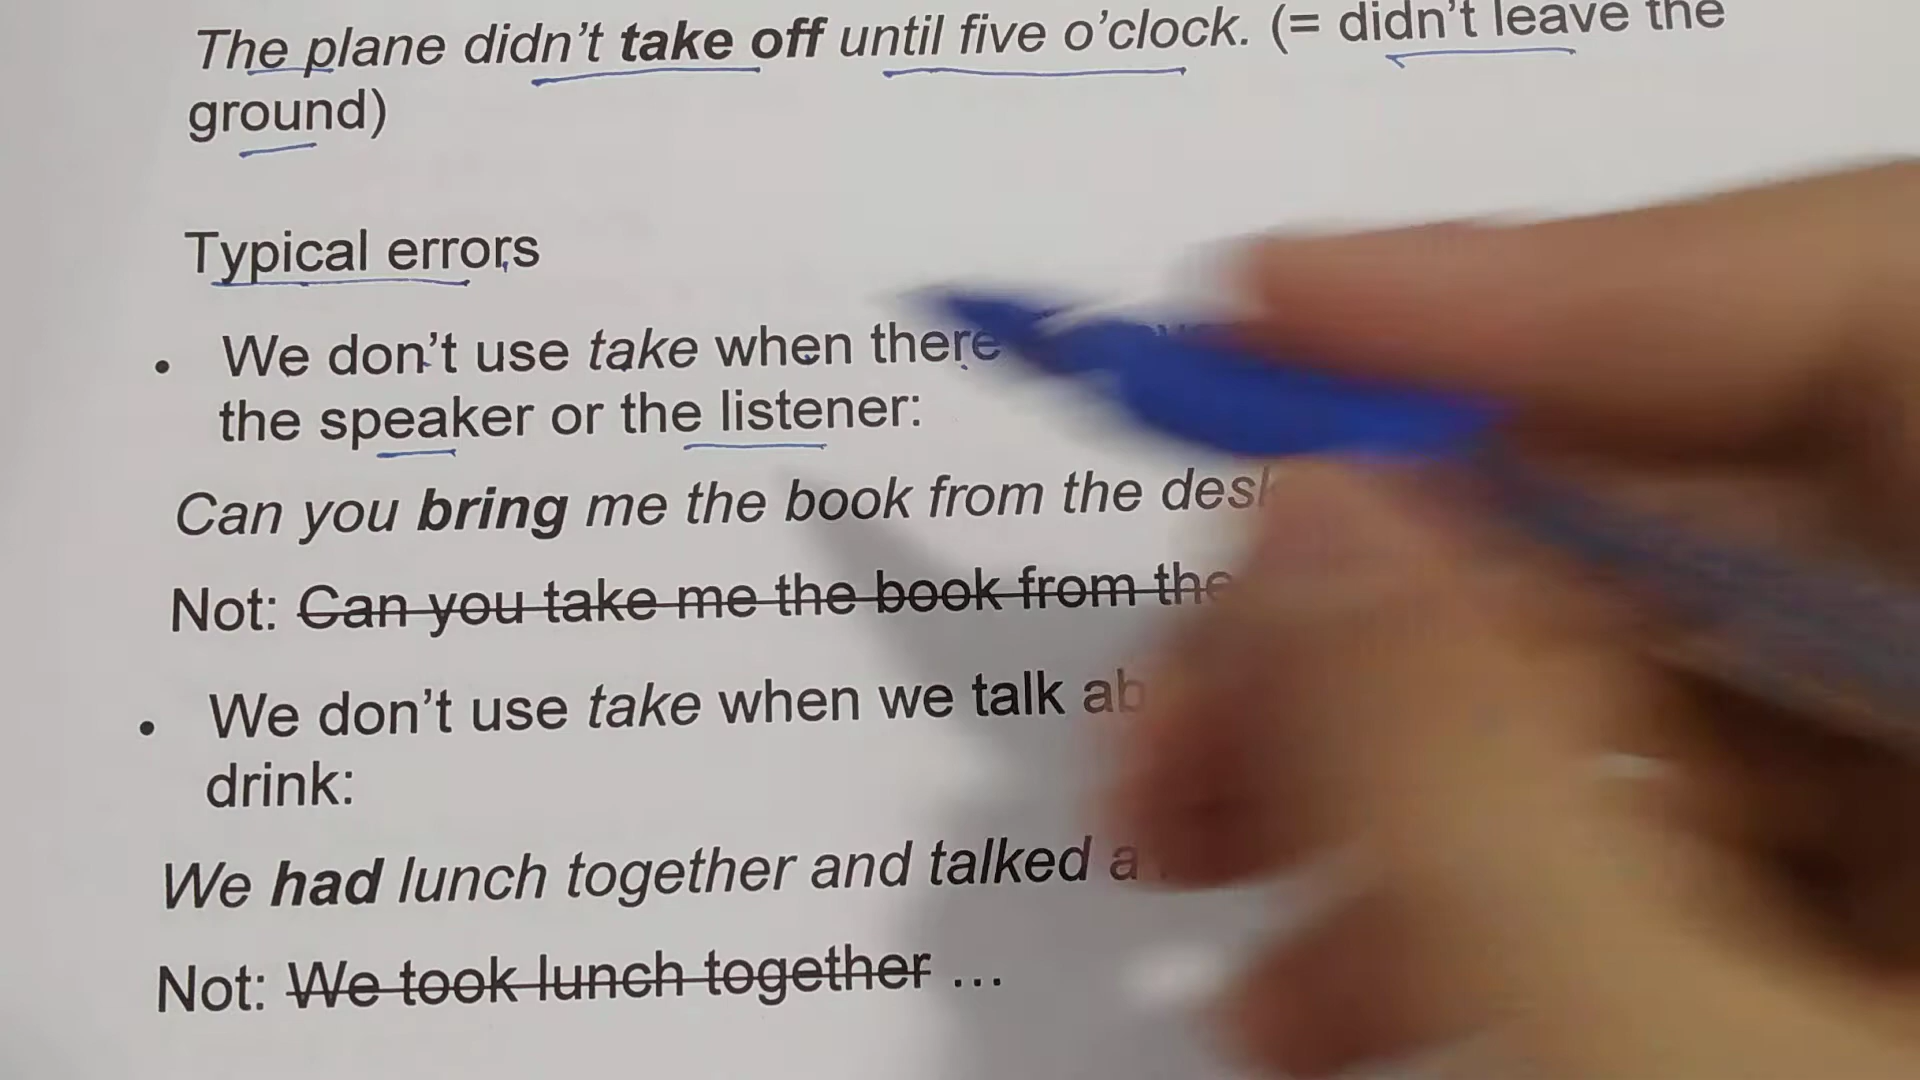 The plane didn't take off until five o'clock. (= didn't leave the
ground)
Typical errors
• We don't use take when there
the speaker or the listener:
Can you bring me the book from the
Not: Can you take me the book from the
• We don't use take when we talk
drink:
We had lunch together and talked a
Not: We took lunch together …